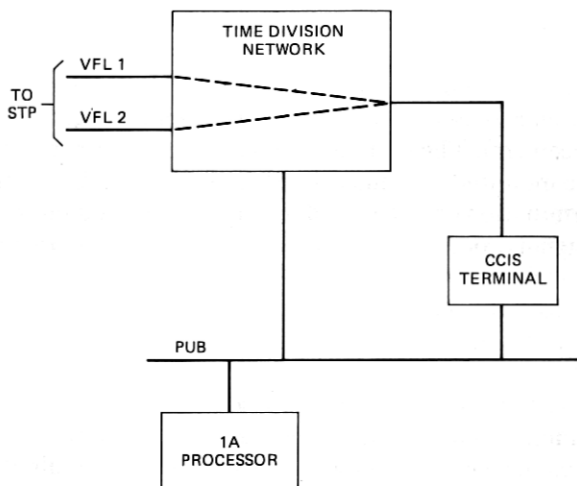 TIME DIVISION
NETWORK
VFL 1
TO
STP
VFL 2
CCIS
TERMINAL
PUB
1A
PROCESSOR